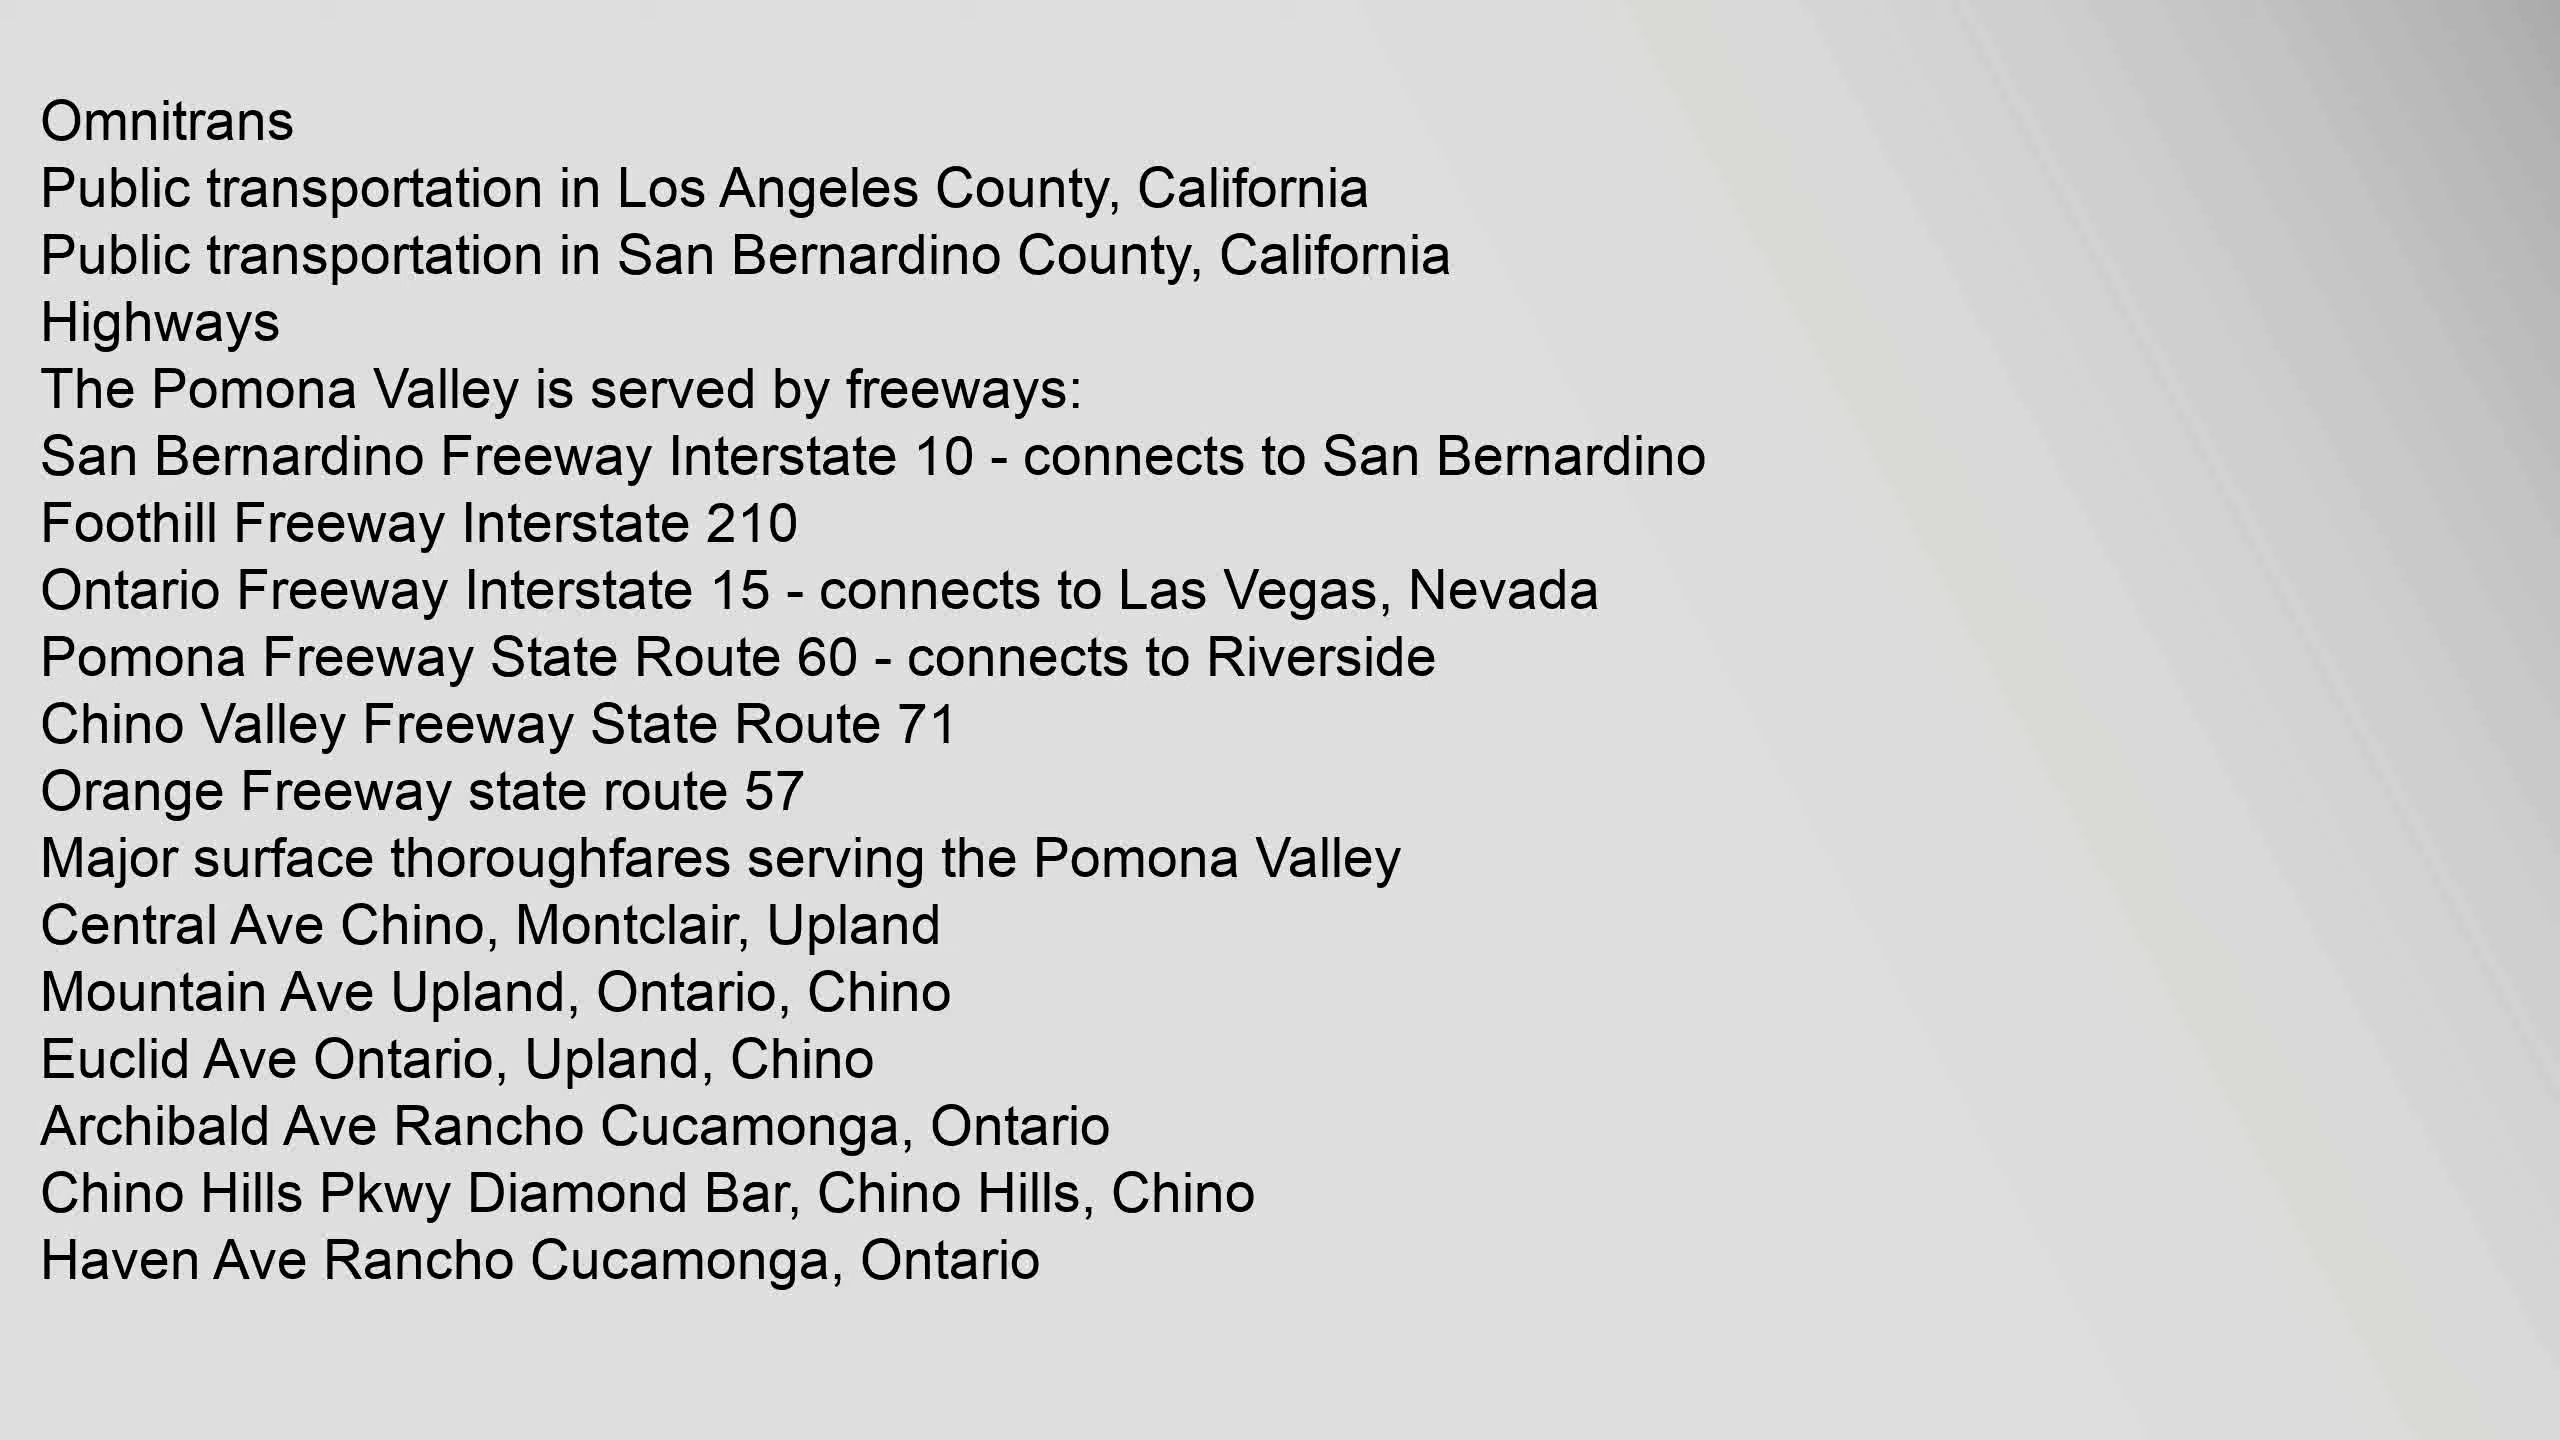 Omnitrans
Public transportation in Los Angeles County, California
Public transportation in San Bernardino County, California
Highways
The Pomona Valley is served by freeways:
San Bernardino Freeway Interstate 10 - connects to San Bernardino
Foothill Freeway Interstate 210
Ontario Freeway Interstate 15 - connects to Las Vegas, Nevada
Pomona Freeway State Route 60 - connects to Riverside
Chino Valley Freeway State Route 71
Orange Freeway state route 57
Major surface thoroughfares serving the Pomona Valley
Central Ave Chino, Montclair, Upland
Mountain Ave Upland, Ontario, Chino
Euclid Ave Ontario, Upland, Chino
Archibald Ave Rancho Cucamonga, Ontario
Chino Hills Pkwy Diamond Bar, Chino Hills, Chino
Haven Ave Rancho Cucamonga, Ontario